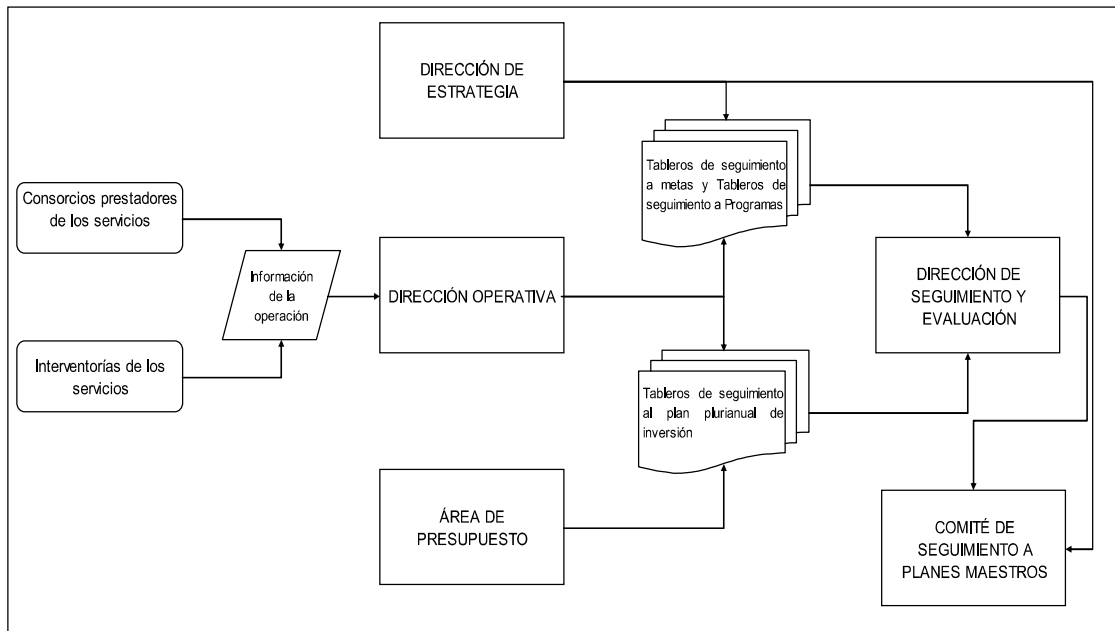 DIRECCIÓN DE
ESTRATEGIA
Tableros de seguimiento
a metas y Tableros de
seguimiento a Programas
Consorcios prestadores
de los servicios
Información
de la
operación
DIRECCIÓN OPERATIVA
DIRECCIÓN DE
SEGUIMIENTO Y
EVALUACIÓN
Interventorías de los
servicios
Tableros de seguimiento
al plan plurianual de
inversión
ÁREA DE
PRESUPUESTO
COMITÉ DE
SEGUIMIENTO A
PLANES MAESTROS